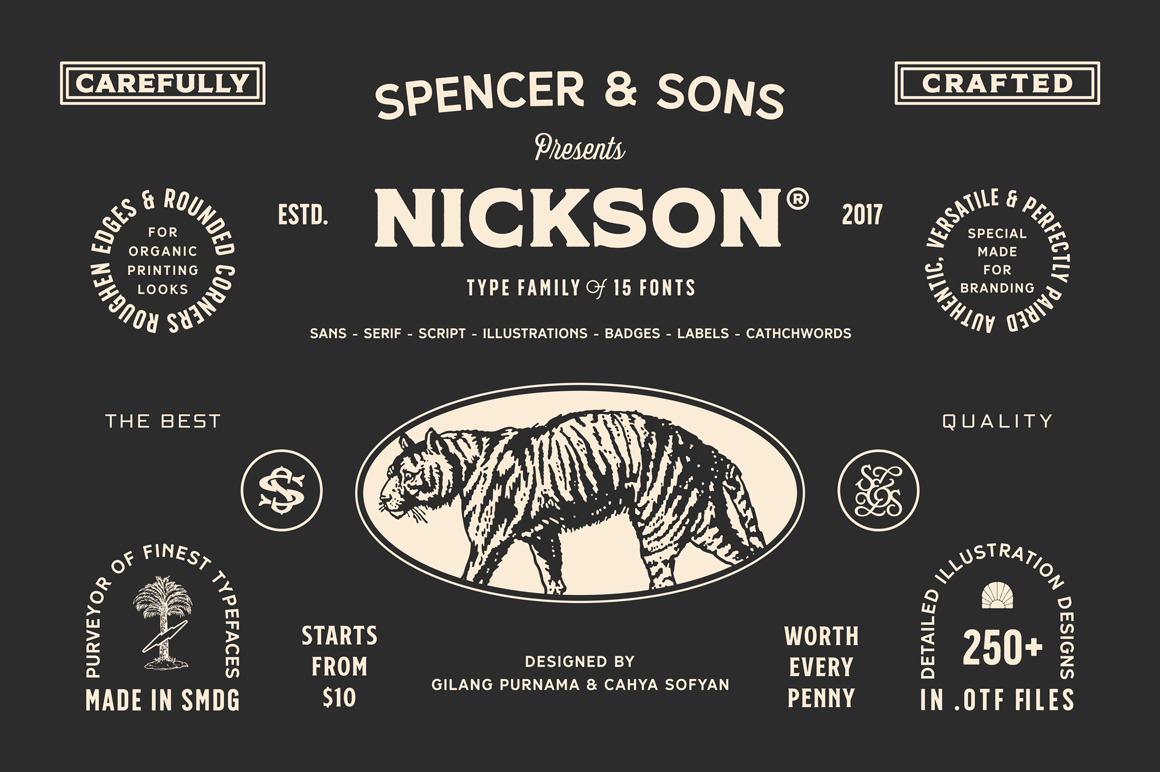 CAREFULLY
SPENCER & SONS
CRAFTED
Presents
NICKSON®
ESTD.
2017
ROUGHEN EDGES & ROUNDED CORNERS
FOR
ORGANIC
PRINTING
LOOKS
AUTHENTIC, VERSATILE & PERFECTLY PAIRED
SPECIAL
MADE
FOR
BRANDING
TYPE FAMILY of 15 FONTS
SANS - SERIF - SCRIPT - ILLUSTRATIONS - BADGES - LABELS - CATHCHWORDS
THE BEST
QUALITY
SS
S&S
PURVEYOR OF FINEST TYPEFACES
MADE IN SMDG
STARTS
FROM
$10
DESIGNED BY
GILANG PURNAMA & CAHYA SOFYAN
WORTH
EVERY
PENNY
DETAILED ILLUSTRATION DESIGNS
250+
IN .OTF FILES